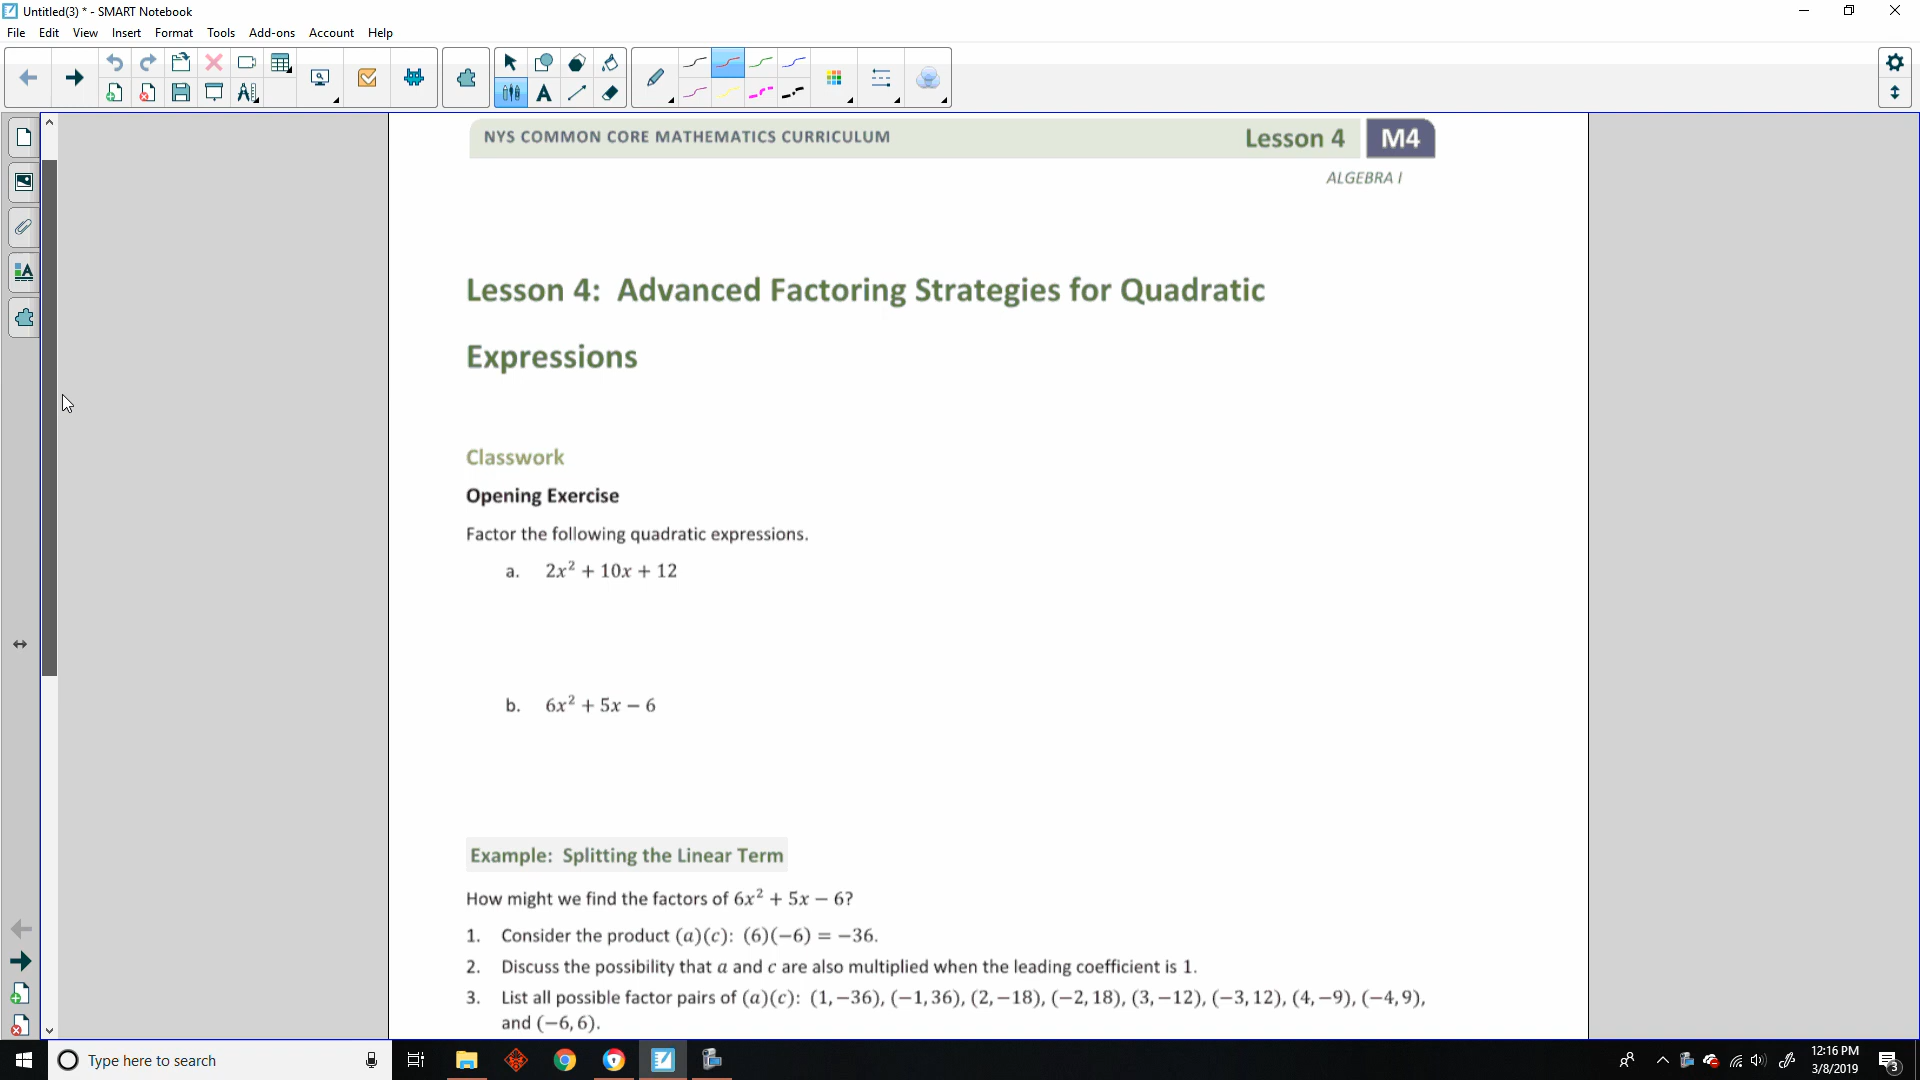 Untitled(3) * - SMART Notebook
File Edit View Insert Format Tools Add-ons Account Help
NYS COMMON CORE MATHEMATICS CURRICULUM Lesson 4 M4
ALGEBRA I
Lesson 4: Advanced Factoring Strategies for Quadratic
Expressions
Classwork
Opening Exercise
Factor the following quadratic expressions.
a. 2x² + 10x + 12
b. 6x² + 5x − 6
Example: Splitting the Linear Term
How might we find the factors of 6x² + 5x − 6?
1. Consider the product (a)(c): (6)(−6) = −36.
2. Discuss the possibility that a and c are also multiplied when the leading coefficient is 1.
3. List all possible factor pairs of (a)(c): (1,−36), (−1,36), (2,−18), (−2,18), (3,−12), (−3,12), (4,−9), (−4,9),
and (−6,6).
Type here to search
12:16 PM
3/8/2019
3